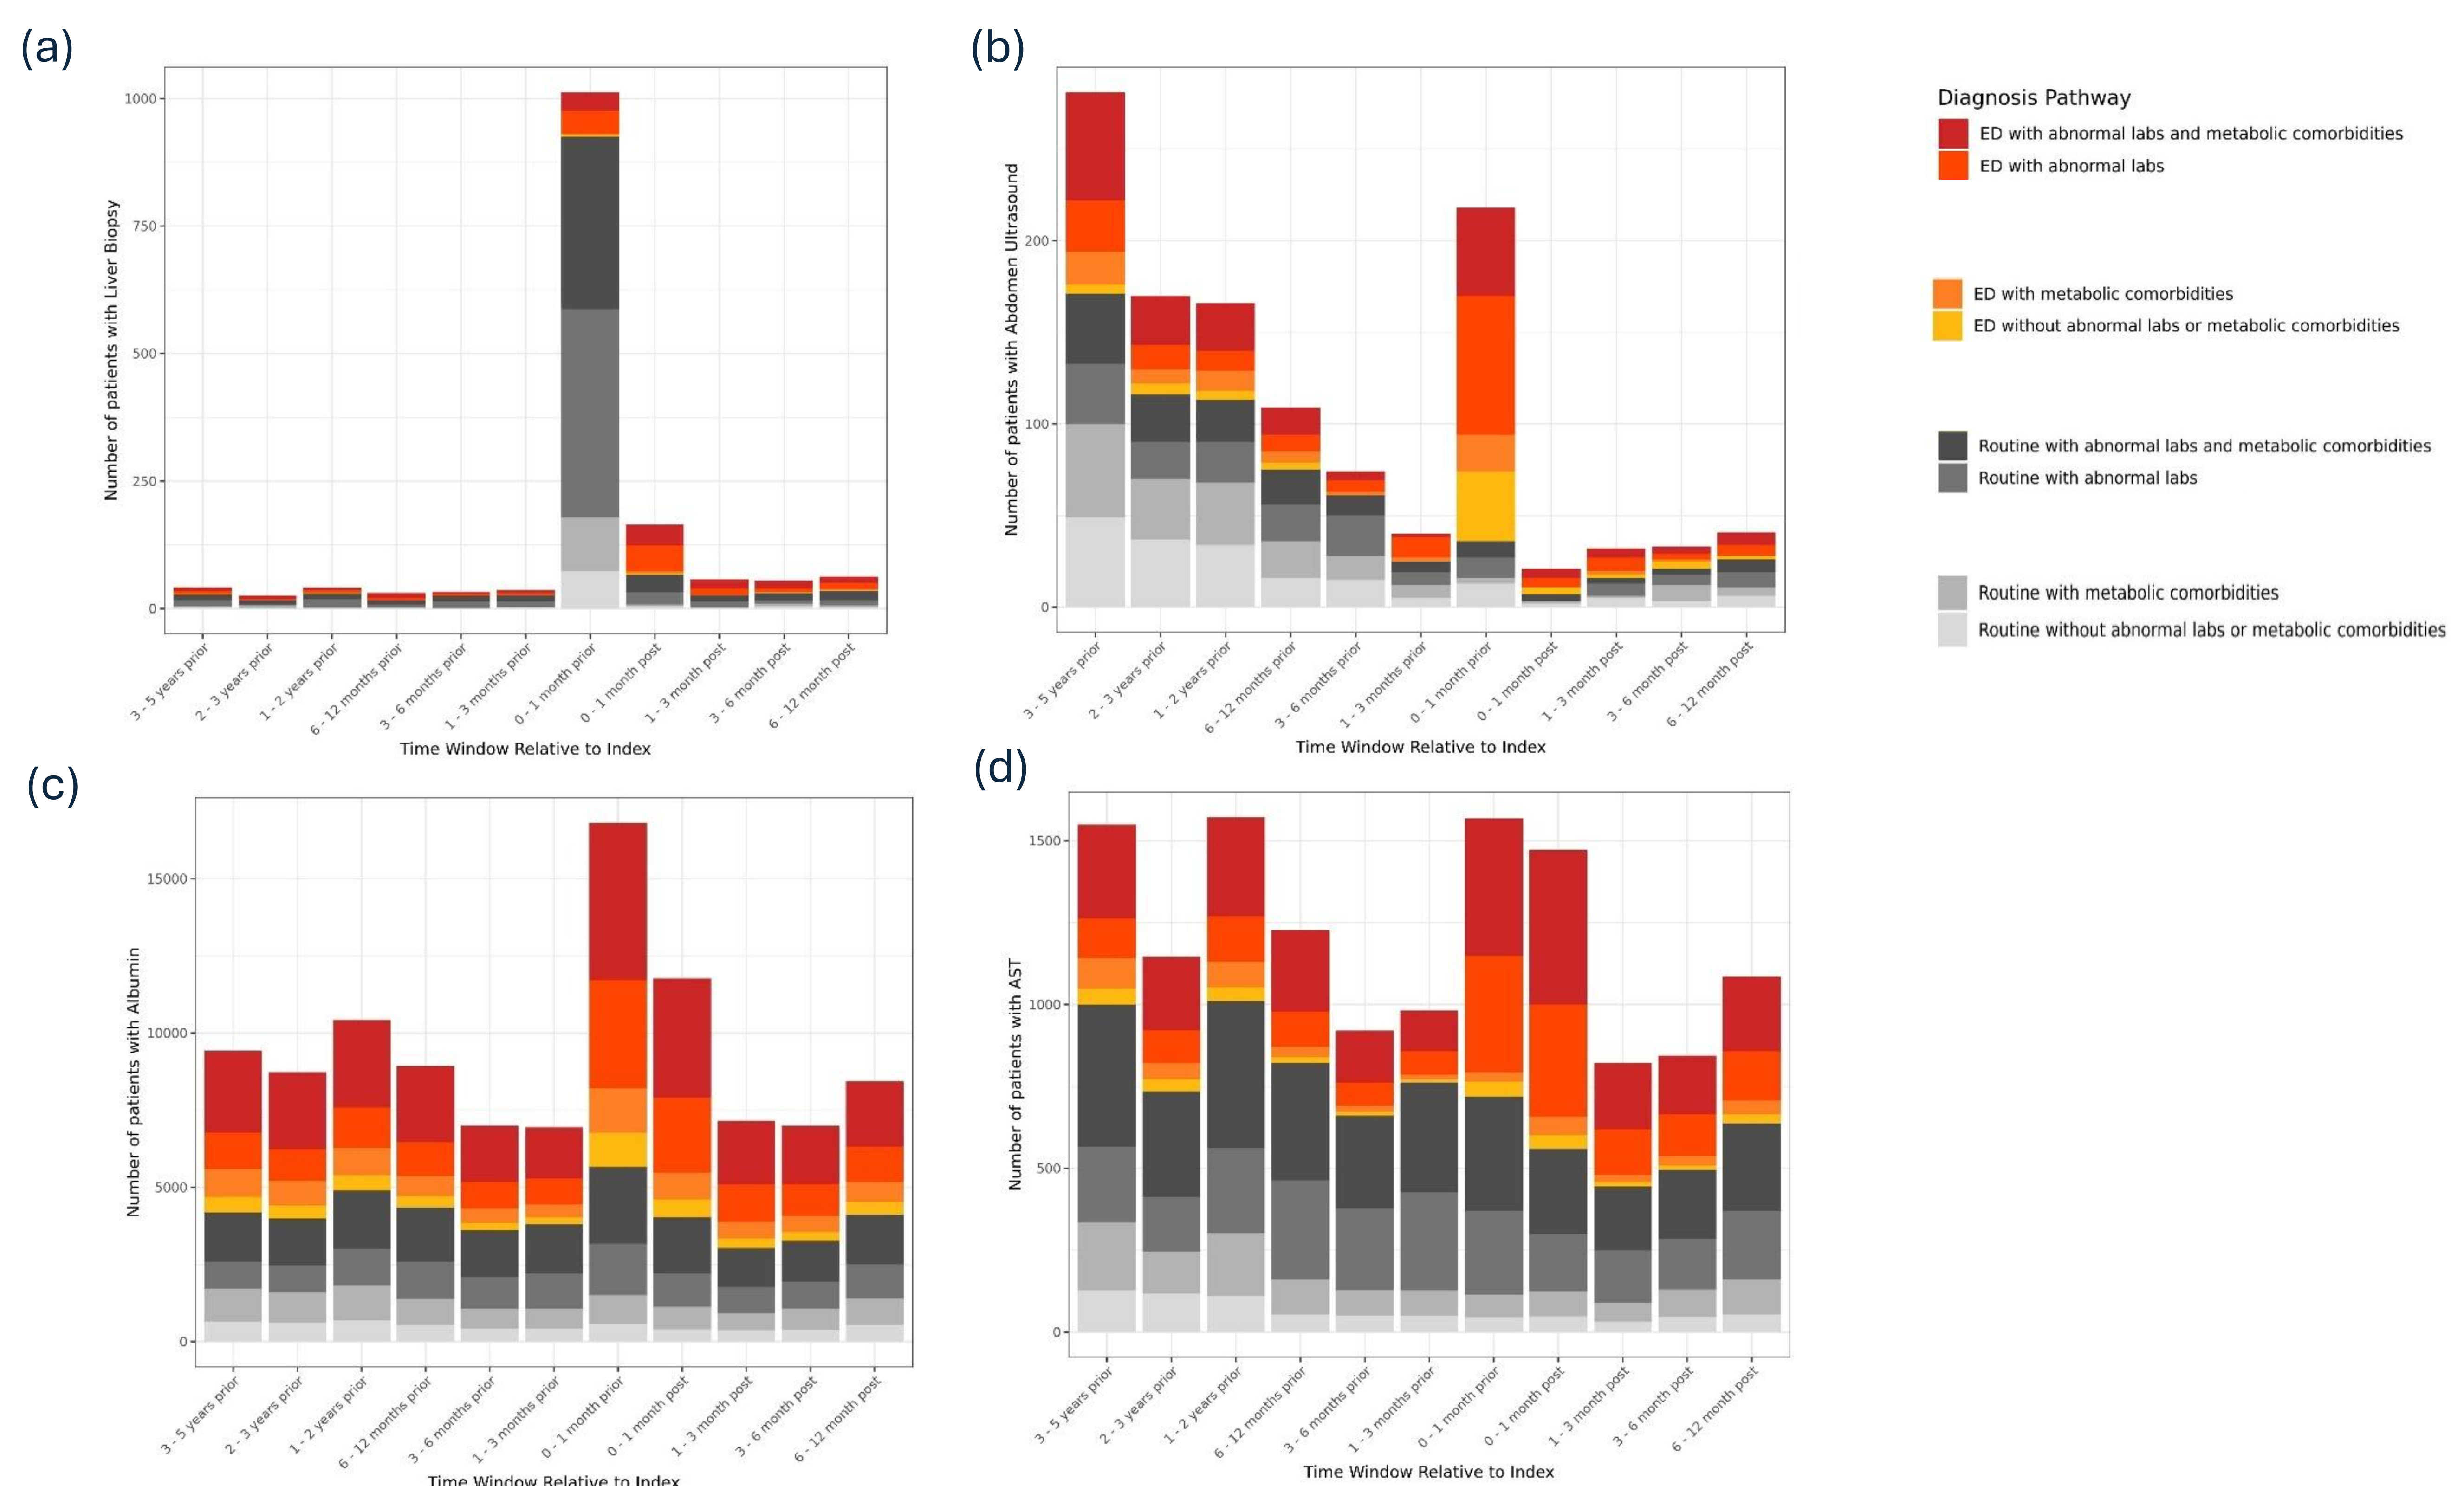 (a)
Number of patients with Liver Biopsy
1000
750
500
250
0
3 - 5 years prior
2 - 3 years prior
1 - 2 years prior
6 - 12 months prior
3 - 6 months prior
1 - 3 months prior
0 - 1 month prior
0 - 1 month post
1 - 3 month post
3 - 6 month post
6 - 12 month post
Time Window Relative to Index
(b)
Number of patients with Abdomen Ultrasound
200
100
0
3 - 5 years prior
2 - 3 years prior
1 - 2 years prior
6 - 12 months prior
3 - 6 months prior
1 - 3 months prior
0 - 1 month prior
0 - 1 month post
1 - 3 month post
3 - 6 month post
6 - 12 month post
Time Window Relative to Index
Diagnosis Pathway
ED with abnormal labs and metabolic comorbidities
ED with abnormal labs
ED with metabolic comorbidities
ED without abnormal labs or metabolic comorbidities
Routine with abnormal labs and metabolic comorbidities
Routine with abnormal labs
Routine with metabolic comorbidities
Routine without abnormal labs or metabolic comorbidities
(c)
Number of patients with Albumin
15000
10000
5000
0
3 - 5 years prior
2 - 3 years prior
1 - 2 years prior
6 - 12 months prior
3 - 6 months prior
1 - 3 months prior
0 - 1 month prior
0 - 1 month post
1 - 3 month post
3 - 6 month post
6 - 12 month post
Time Window Relative to Index
(d)
Number of patients with AST
1500
1000
500
0
3 - 5 years prior
2 - 3 years prior
1 - 2 years prior
6 - 12 months prior
3 - 6 months prior
1 - 3 months prior
0 - 1 month prior
0 - 1 month post
1 - 3 month post
3 - 6 month post
6 - 12 month post
Time Window Relative to Index